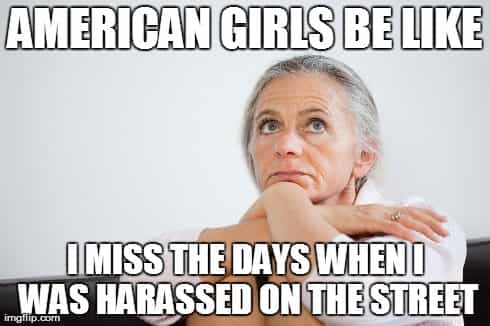 AMERICAN GIRLS BE LIKE
I MISS THE DAYS WHEN I
WAS HARASSED ON THE STREET
imgflip.com